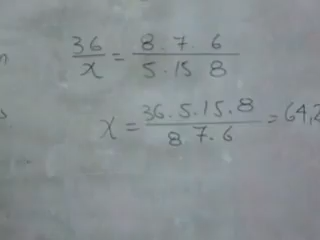 36/x = 8.7.6/5.15 8
x = 36.5.15.8/8 7.6 = 64,2